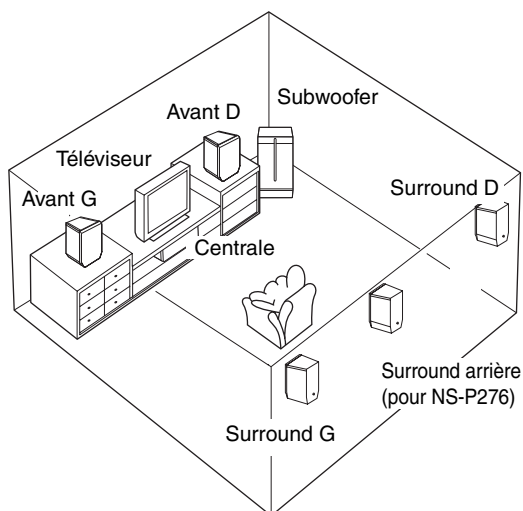 Subwoofer
Avant D
Téléviseur
Surround D
Avant G
Centrale
Surround arrière
(pour NS-P276)
Surround G